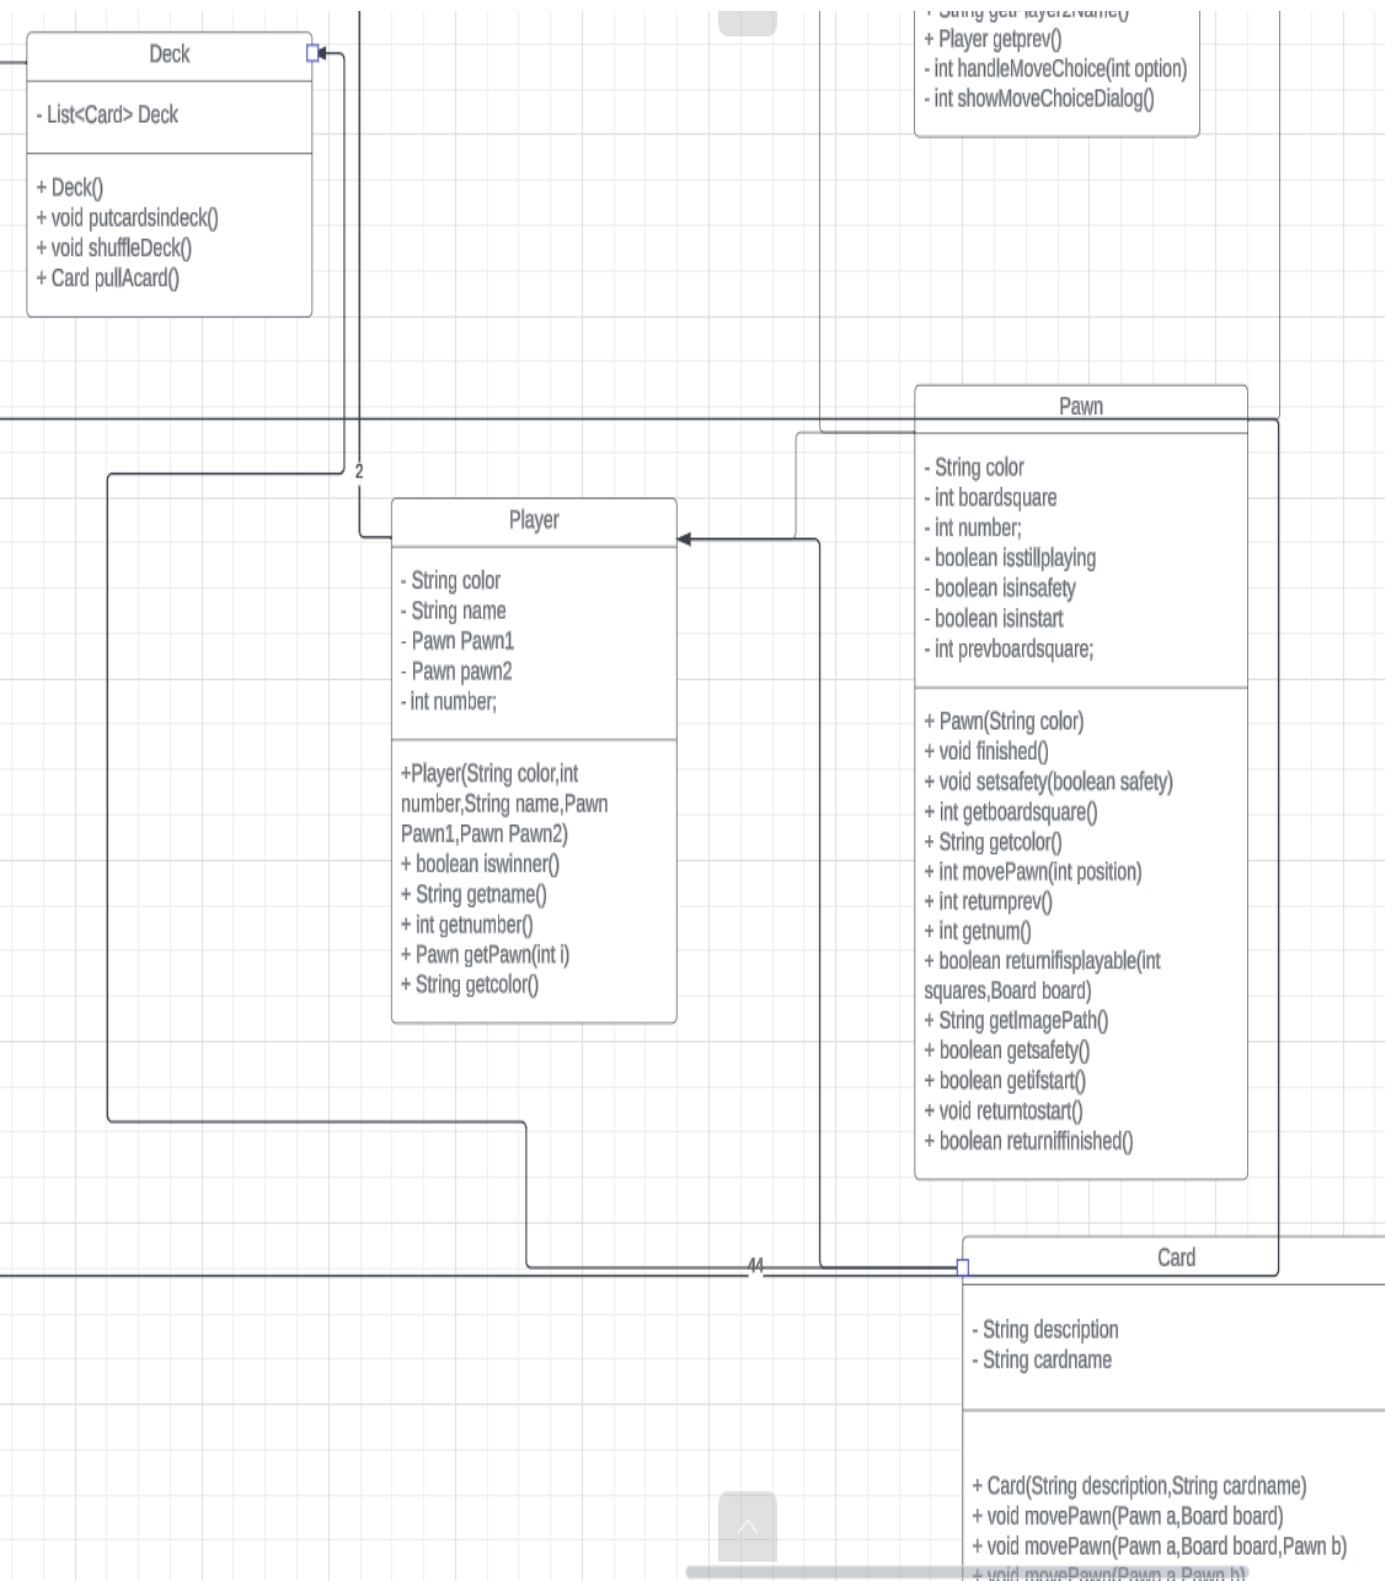 Deck
- List<Card> Deck
+ Deck()
+ void putcardsindeck()
+ void shuffleDeck()
+ Card pullAcard()
+ String getPlayer2Name()
+ Player getprev()
- int handleMoveChoice(int option)
- int showMoveChoiceDialog()
2
Player
- String color
- String name
- Pawn Pawn1
- Pawn pawn2
- int number;
+Player(String color,int
number,String name,Pawn
Pawn1,Pawn Pawn2)
+ boolean iswinner()
+ String getname()
+ int getnumber()
+ Pawn getPawn(int i)
+ String getcolor()
Pawn
- String color
- int boardsquare
- int number;
- boolean isstillplaying
- boolean isinsafety
- boolean isinstart
- int prevboardsquare;
+ Pawn(String color)
+ void finished()
+ void setsafety(boolean safety)
+ int getboardsquare()
+ String getcolor()
+ int movePawn(int position)
+ int returnprev()
+ int getnum()
+ boolean returnifisplayable(int
squares,Board board)
+ String getImagePath()
+ boolean getsafety()
+ boolean getifstart()
+ void returntostart()
+ boolean returniffinished()
44
Card
- String description
- String cardname
+ Card(String description,String cardname)
+ void movePawn(Pawn a,Board board)
+ void movePawn(Pawn a,Board board,Pawn b)
+ void movePawn(Pawn a,Pawn b)